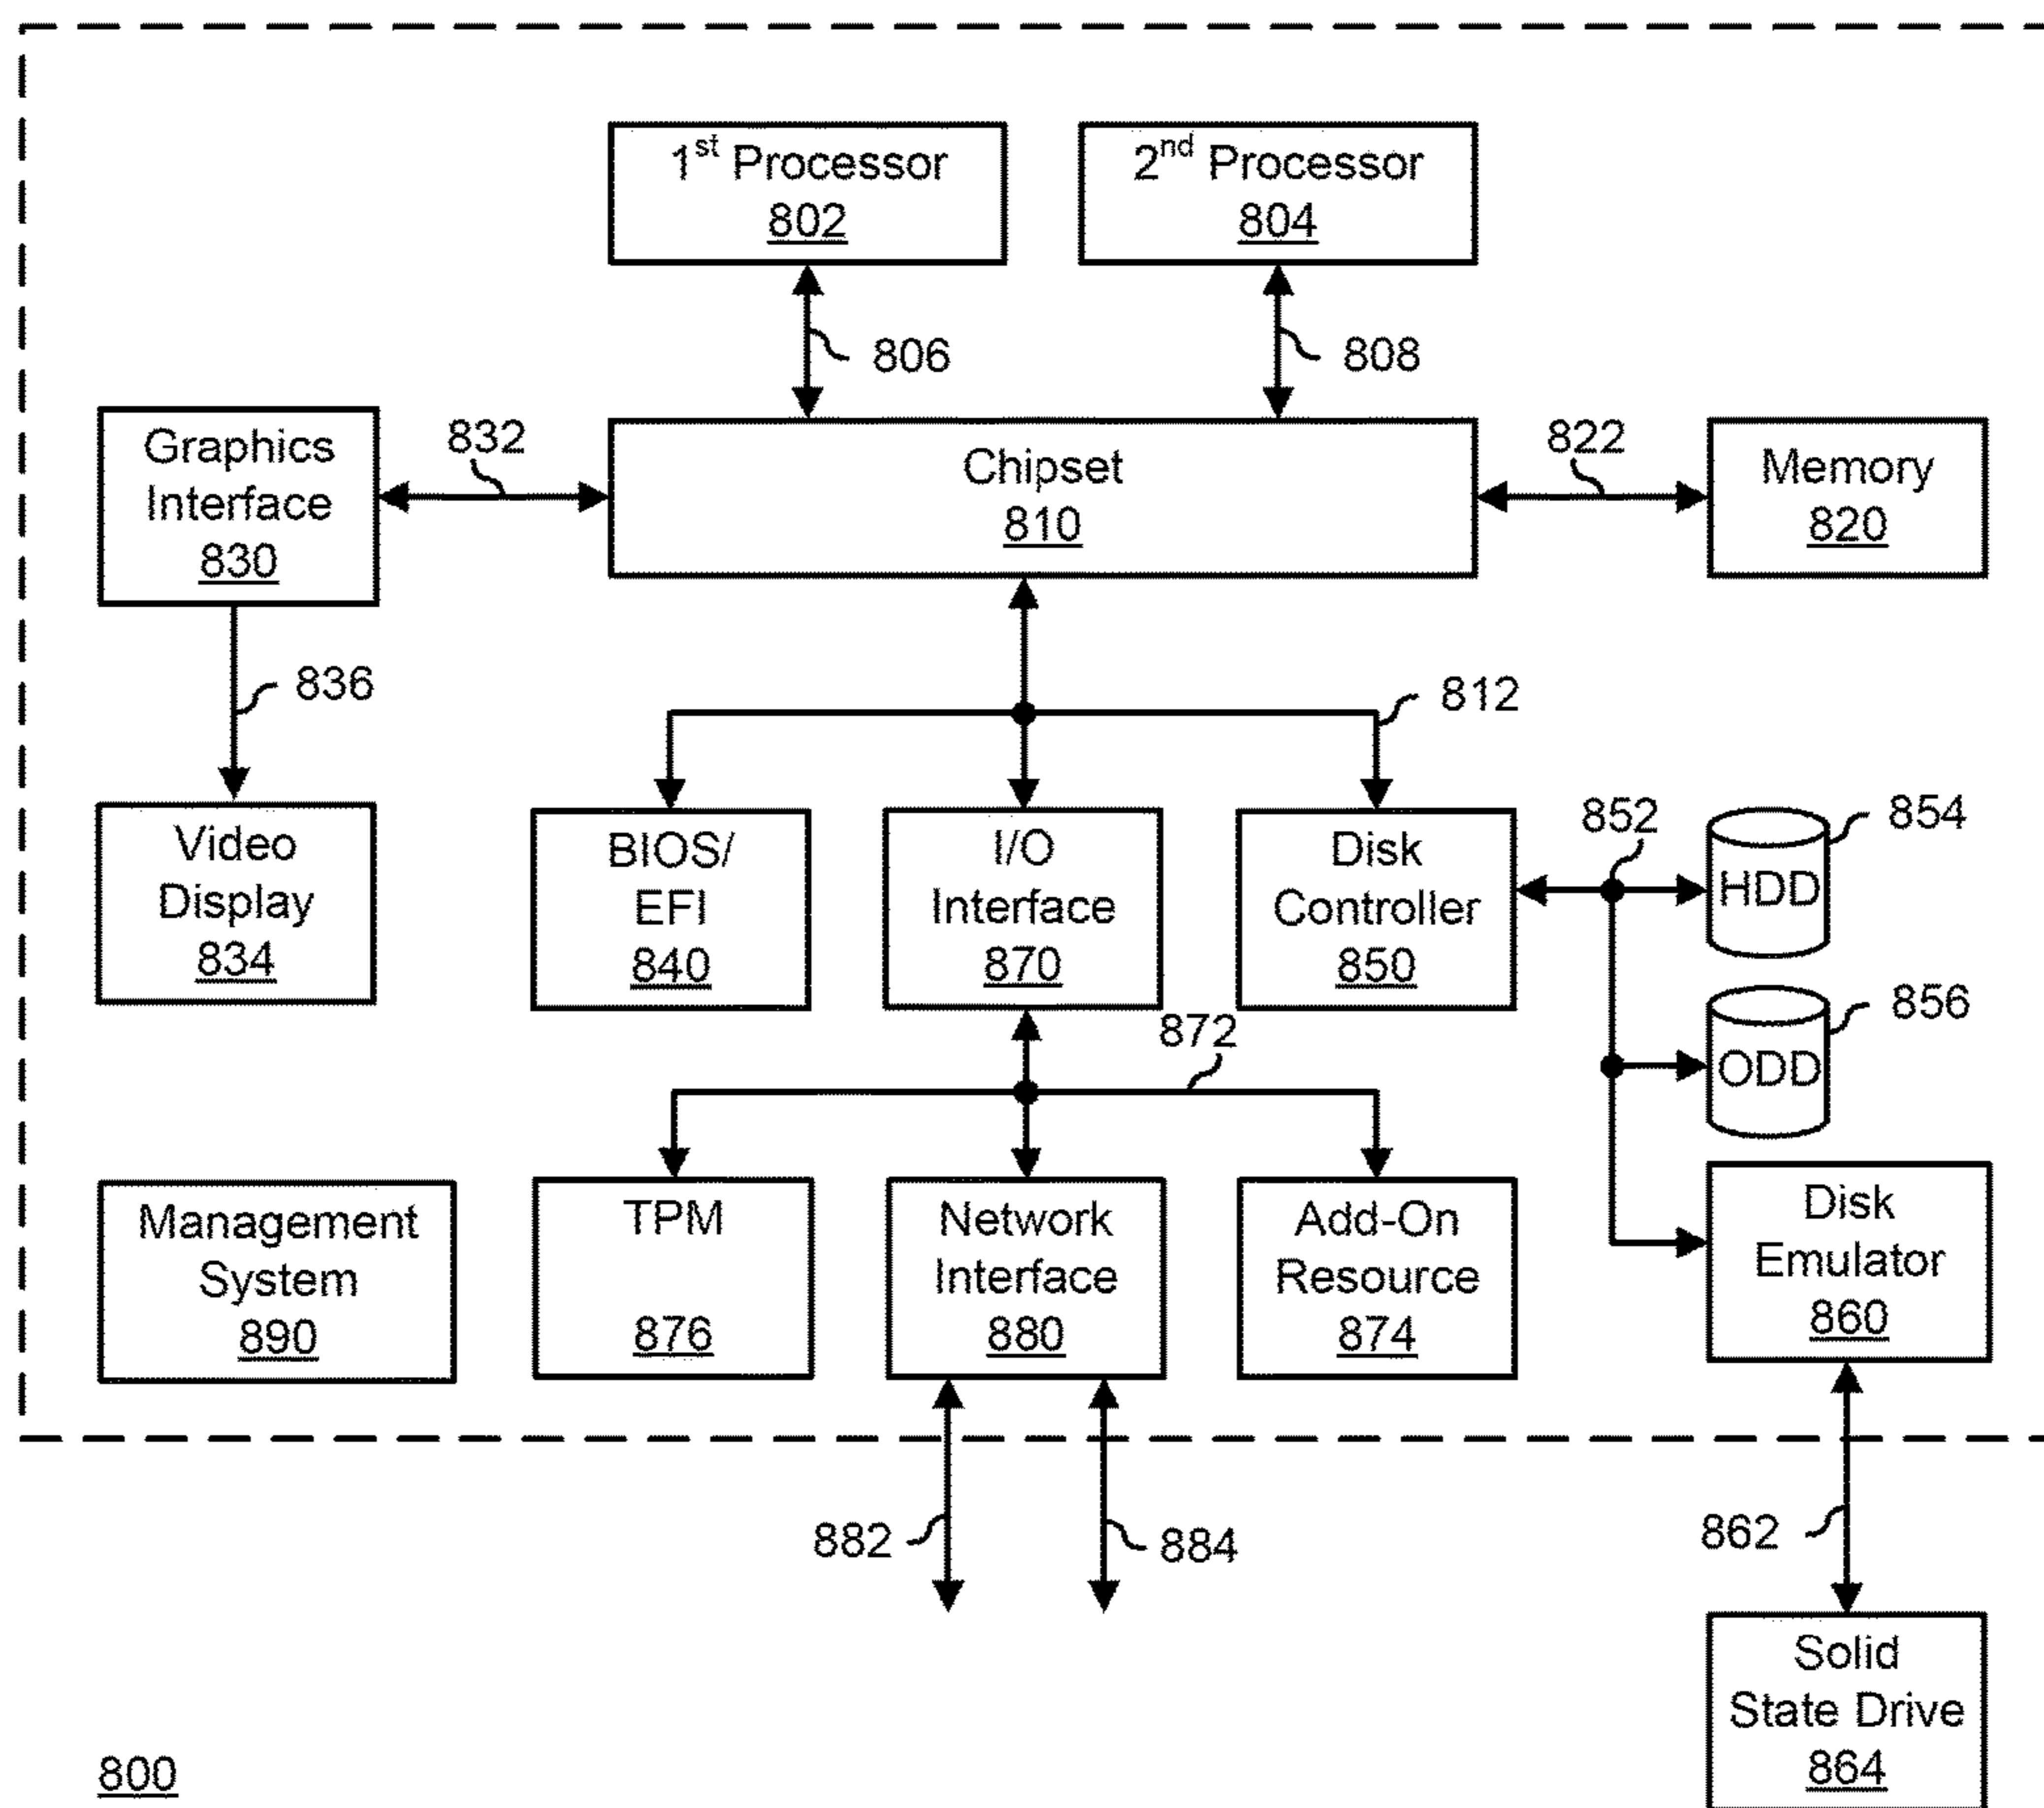 1st Processor
802
2nd Processor
804
806
808
Graphics
Interface
830
832
Chipset
810
822
Memory
820
836
812
Video
Display
834
BIOS/
EFI
840
I/O
Interface
870
Disk
Controller
850
852
HDD
854
ODD
856
872
Management
System
890
TPM
876
Network
Interface
880
Add-On
Resource
874
Disk
Emulator
860
882
884
862
Solid
State Drive
864
800